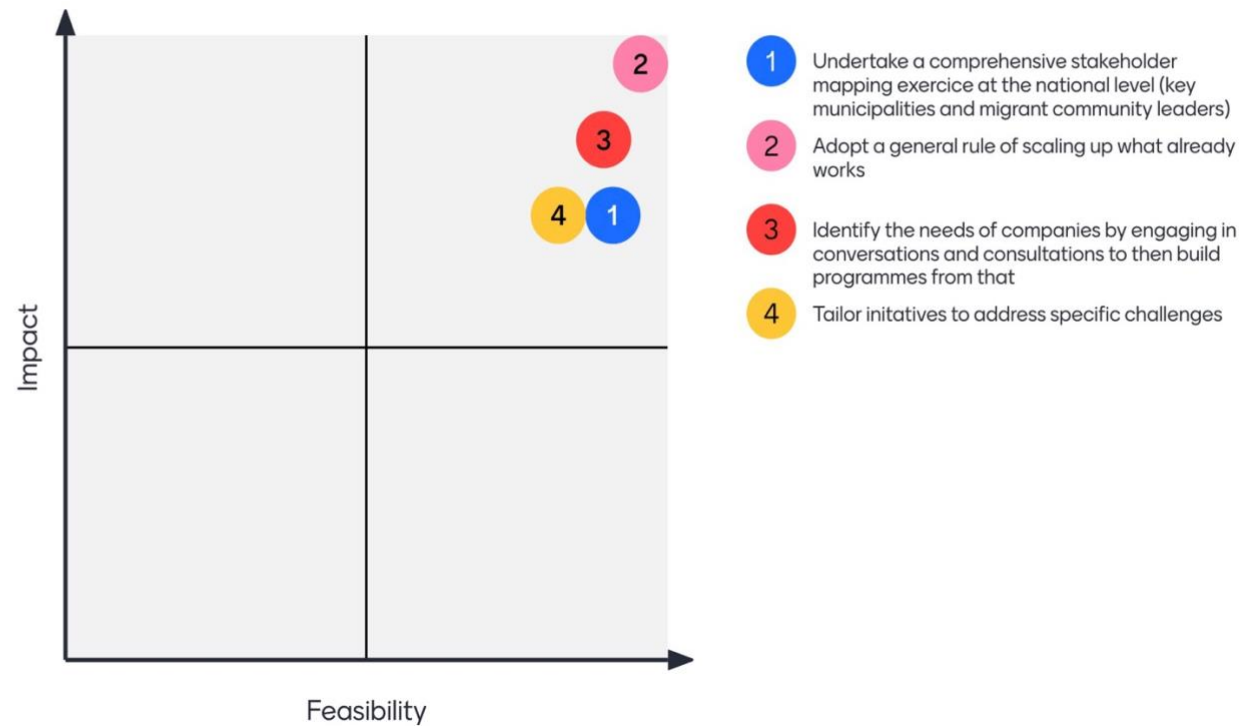 2
3
4
1
Impact
Feasibility
1
Undertake a comprehensive stakeholder
mapping exercice at the national level (key
municipalities and migrant community leaders)
2
Adopt a general rule of scaling up what already
works
3
Identify the needs of companies by engaging in
conversations and consultations to then build
programmes from that
4
Tailor initatives to address specific challenges